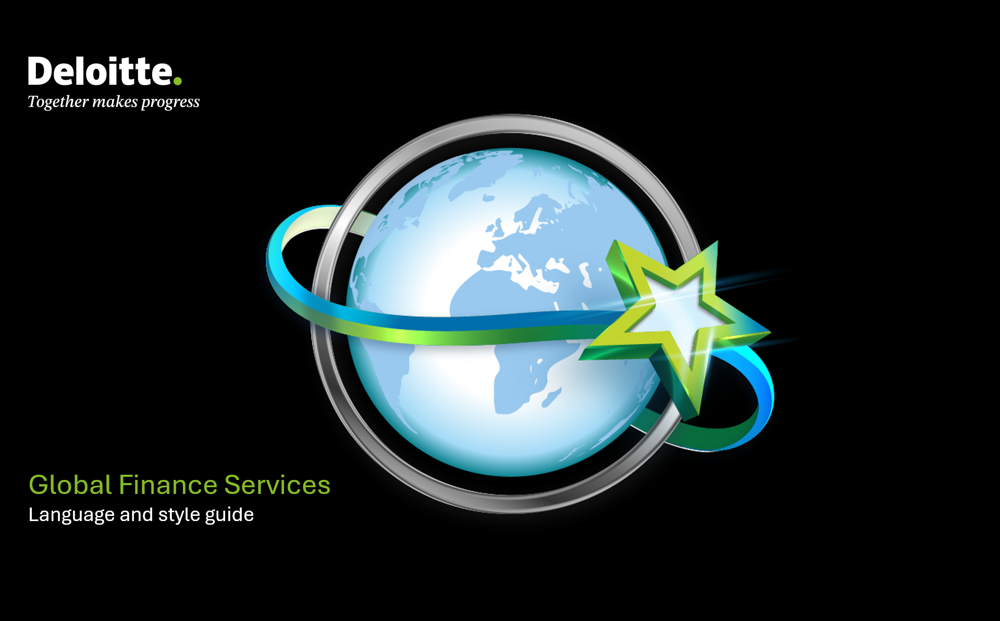 Deloitte.
Together makes progress
Global Finance Services
Language and style guide